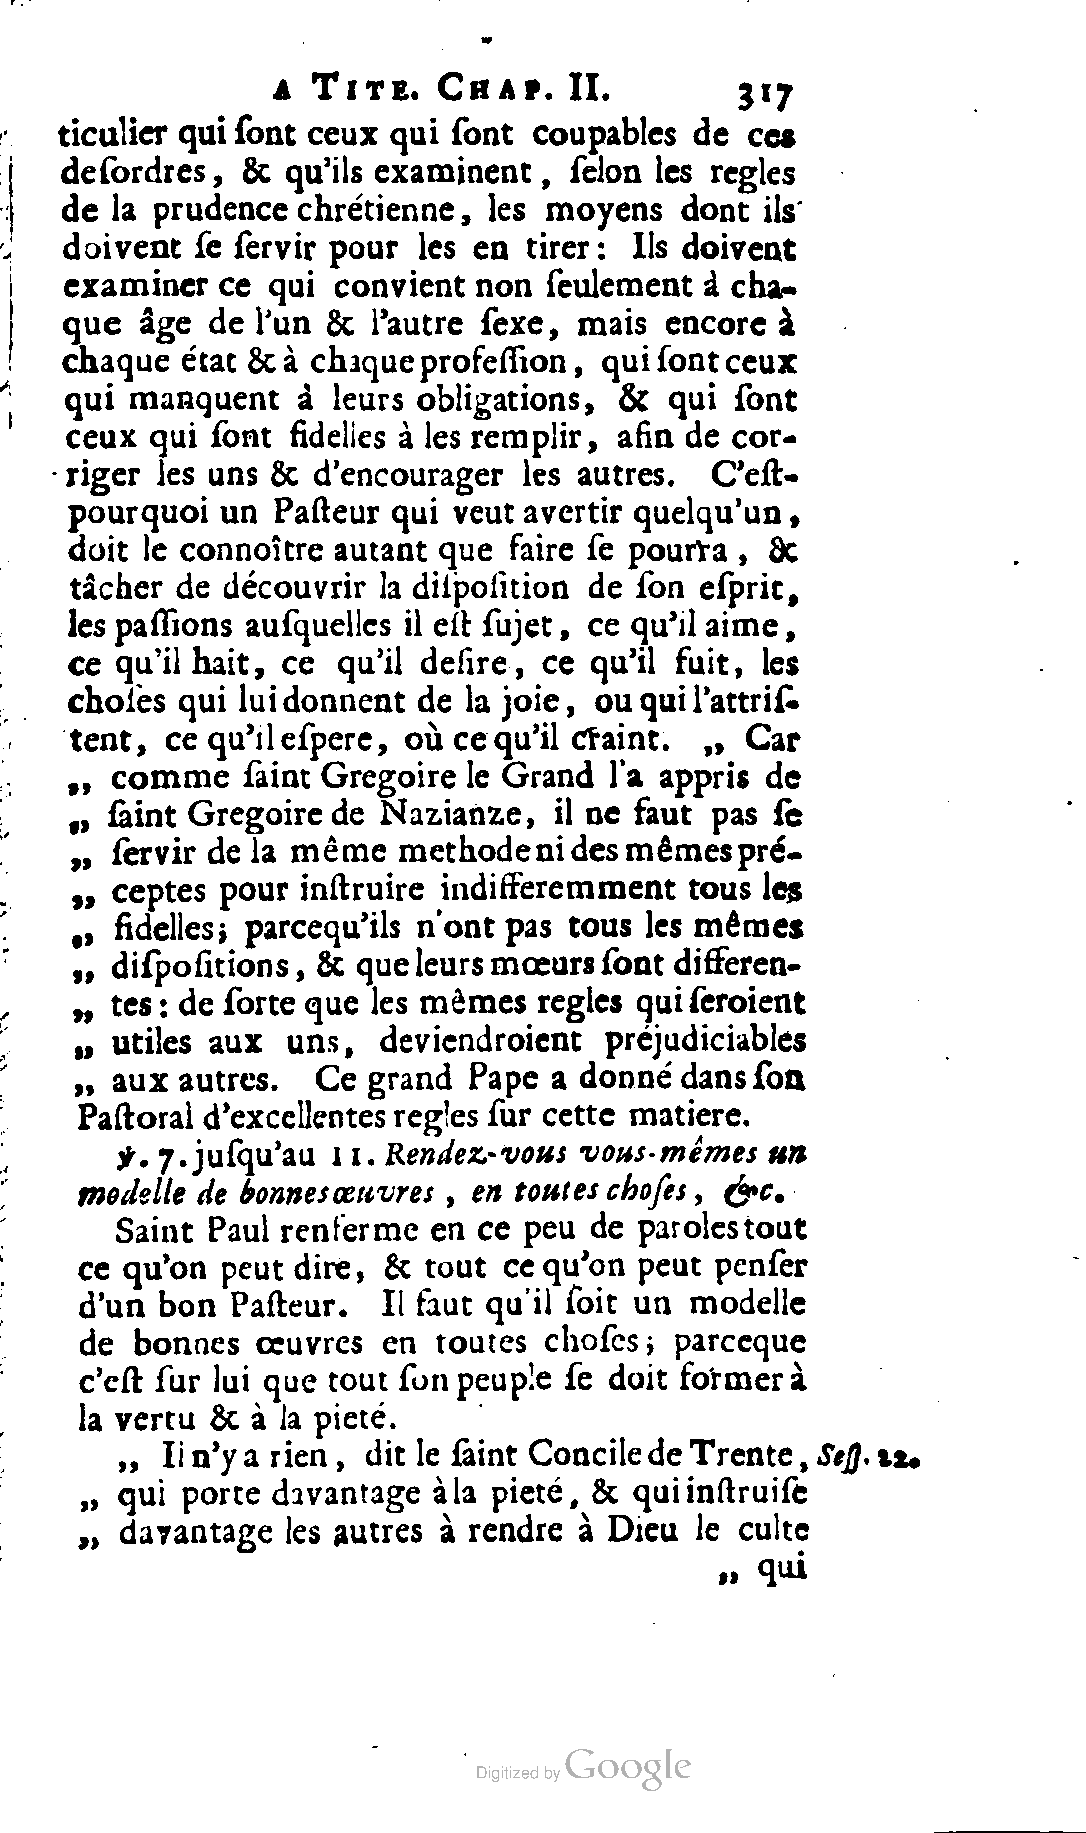 A TITE. CHAP. II. 317
ticulier qui ſont ceux qui ſont coupables de ces
deſordres, & qu'ils examinent, ſelon les regles
de la prudence chrétienne, les moyens dont ils
doivent ſe ſervir pour les en tirer: Ils doivent
examiner ce qui convient non ſeulement à cha-
que âge de l'un & l'autre ſexe, mais encore à
chaque état & à chaque profeſſion, qui ſont ceux
qui manquent à leurs obligations, & qui ſont
ceux qui ſont fidelles à les remplir, afin de cor-
riger les uns & d'encourager les autres. C'eſt-
pourquoi un Paſteur qui veut avertir quelqu'un,
doit le connoître autant que faire ſe pourra, &
tâcher de découvrir la diſpoſition de ſon eſprit,
les paſſions auſquelles il eſt ſujet, ce qu'il aime,
ce qu'il hait, ce qu'il deſire, ce qu'il fuit, les
choſes qui lui donnent de la joie, ou qui l'attriſ-
tent, ce qu'il eſpere, où ce qu'il craint. „ Car
„ comme ſaint Gregoire le Grand l'a appris de
„ ſaint Gregoire de Nazianze, il ne faut pas ſe
„ ſervir de la même methode ni des mêmes pré-
„ ceptes pour inſtruire indifferemment tous les
„ fidelles; parcequ'ils n'ont pas tous les mêmes
„ diſpoſitions, & que leurs mœurs ſont differen-
„ tes: de ſorte que les mêmes regles qui ſeroient
„ utiles aux uns, deviendroient préjudiciables
„ aux autres. Ce grand Pape a donné dans ſon
Paſtoral d'excellentes regles ſur cette matiere.
℣. 7. juſqu'au 11. Rendez-vous vous-mêmes un
modelle de bonnes œuvres, en toutes choſes, &c.
Saint Paul renferme en ce peu de paroles tout
ce qu'on peut dire, & tout ce qu'on peut penſer
d'un bon Paſteur. Il faut qu'il ſoit un modelle
de bonnes œuvres en toutes choſes; parceque
c'eſt ſur lui que tout ſon peuple ſe doit former à
la vertu & à la pieté.
„ Il n'y a rien, dit le ſaint Concile de Trente, Seſſ. 22.
„ qui porte davantage à la pieté, & qui inſtruiſe
„ davantage les autres à rendre à Dieu le culte
„ qui
Digitized by Google